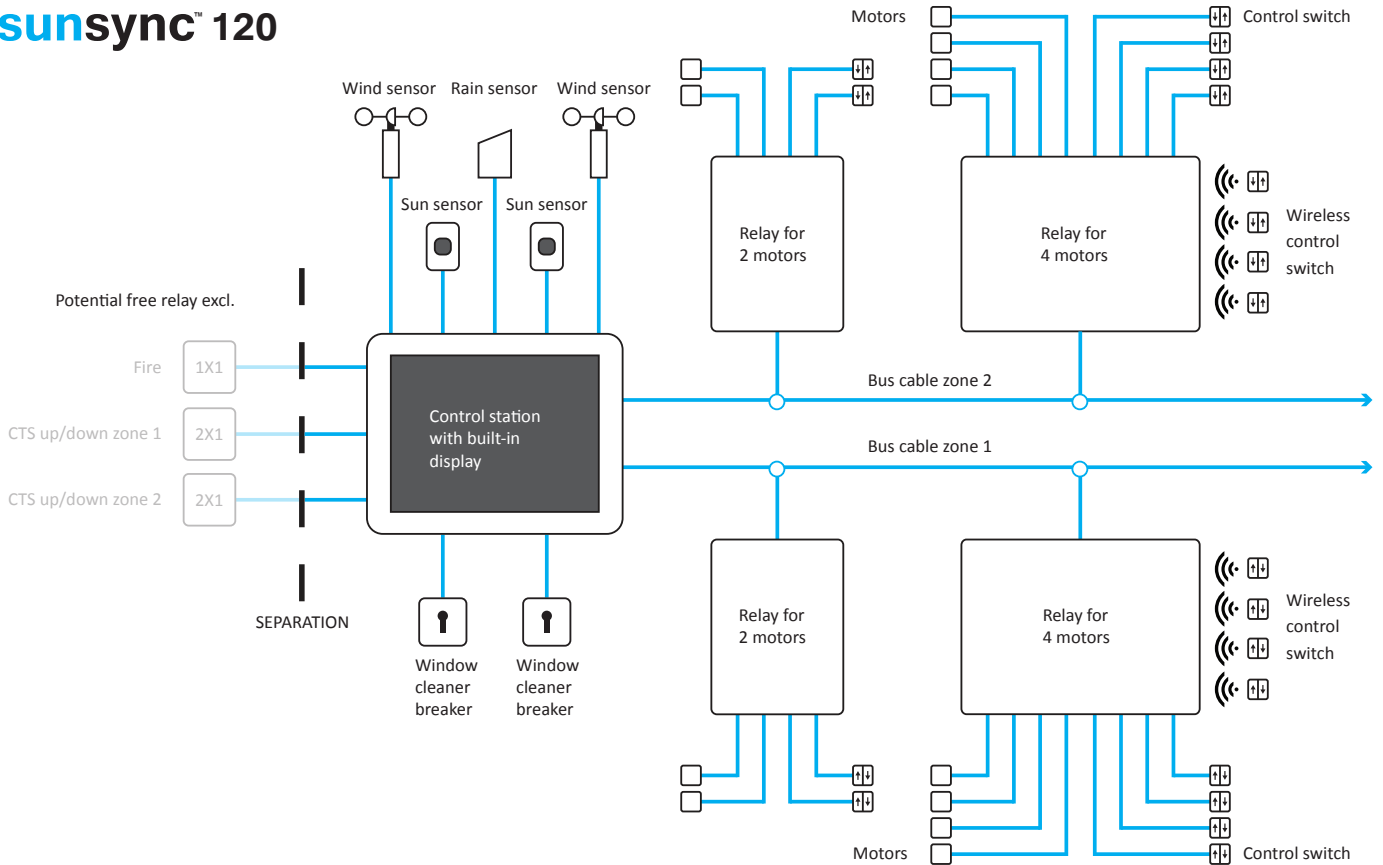 sunsync™ 120
Motors
Control switch
Wind sensor
Rain sensor
Wind sensor
Sun sensor
Sun sensor
Relay for
2 motors
Relay for
4 motors
Wireless
control
switch
Potential free relay excl.
Fire
1X1
CTS up/down zone 1
2X1
CTS up/down zone 2
2X1
SEPARATION
Control station
with built-in
display
Bus cable zone 2
Bus cable zone 1
Window
cleaner
breaker
Window
cleaner
breaker
Relay for
2 motors
Relay for
4 motors
Wireless
control
switch
Motors
Control switch